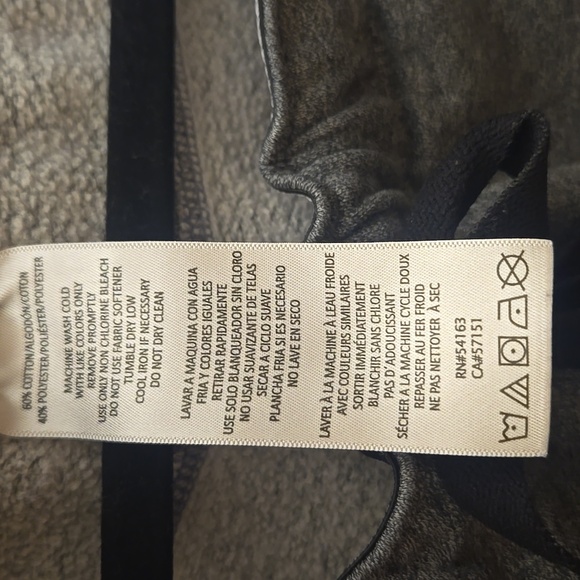 60% COTTON/ALGODÓN/COTON
40% POLYESTER/POLIÉSTER/POLYESTER
MACHINE WASH COLD
WITH LIKE COLORS ONLY
REMOVE PROMPTLY
USE ONLY NON CHLORINE BLEACH
DO NOT USE FABRIC SOFTENER
TUMBLE DRY LOW
COOL IRON IF NECESSARY
DO NOT DRY CLEAN
LAVAR A MAQUINA CON AGUA
FRIA Y COLORES IGUALES
RETIRAR RAPIDAMENTE
USE SOLO BLANQUEADOR SIN CLORO
NO USAR SUAVIZANTE DE TELAS
SECAR A CICLO SUAVE
PLANCHA FRIA SI ES NECESARIO
NO LAVE EN SECO
LAVER À LA MACHINE À L'EAU FROIDE
AVEC COULEURS SIMILAIRES
SORTIR IMMÉDIATEMENT
BLANCHIR SANS CHLORE
PAS D'ADOUCISSANT
SÉCHER A LA MACHINE CYCLE DOUX
REPASSER AU FER FROID
NE PAS NETTOYER À SEC
RN#54163
CA#57151